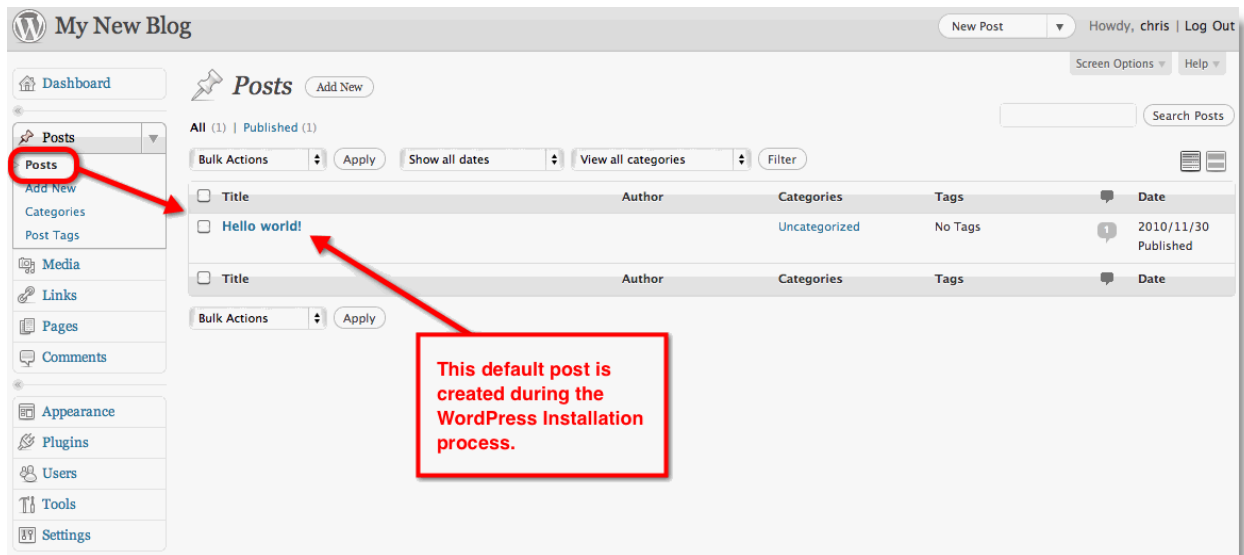 My New Blog
New Post
Howdy, chris | Log Out
Screen Options
Help
Dashboard
Posts
Posts
Add New
Categories
Post Tags
Media
Links
Pages
Comments
Appearance
Plugins
Users
Tools
Settings
Posts Add New
All (1) | Published (1)
Search Posts
Bulk Actions Apply Show all dates View all categories Filter
Title Author Categories Tags Date
Hello world! Uncategorized No Tags 1 2010/11/30
Published
Title Author Categories Tags Date
Bulk Actions Apply
This default post is
created during the
WordPress Installation
process.